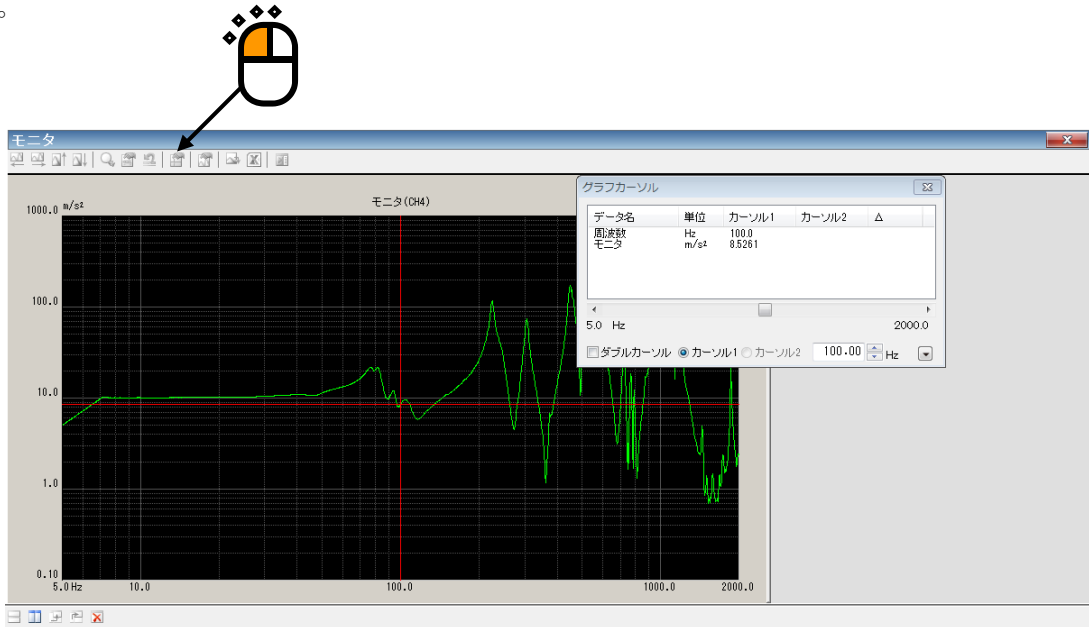 。
モニタ
グラフカーソル
データ名 単位 カーソル1 カーソル2 Δ
周波数 Hz 100.0
モニタ m/s² 8.5261
5.0 Hz 2000.0
ダブルカーソル カーソル1 カーソル2 100.00 Hz
モニタ(CH4)
1000.0 m/s²
100.0
10.0
1.0
0.10
5.0 Hz 10.0 100.0 1000.0 2000.0